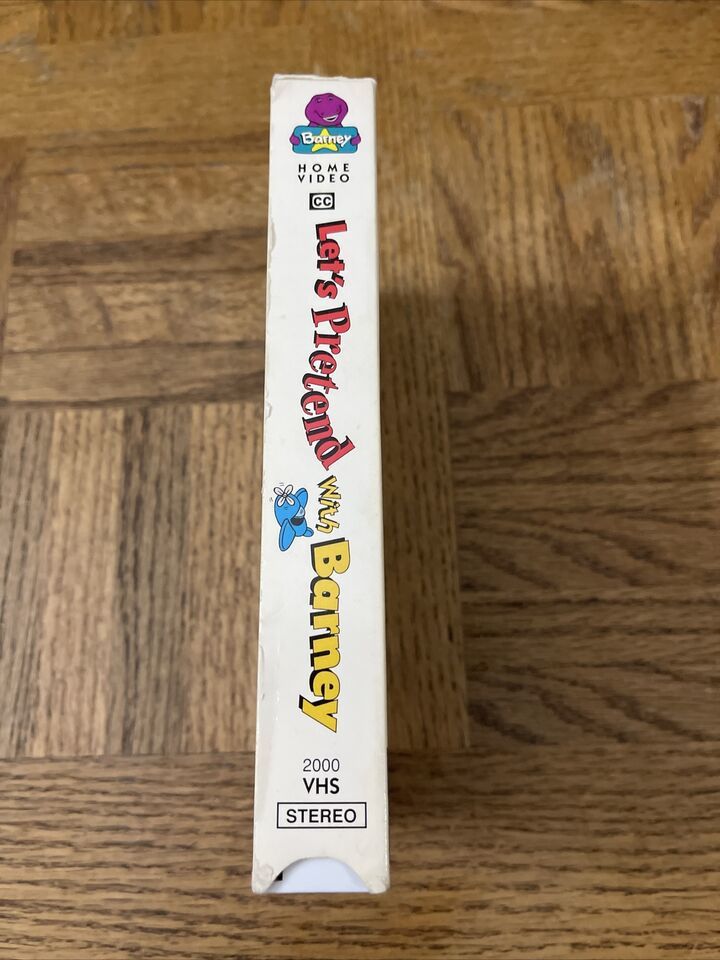 Barney
HOME
VIDEO
CC
Let's Pretend With Barney
2000
VHS
STEREO